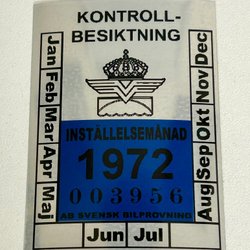 KONTROLL-
BESIKTNING
Jan
Feb
Mar
Apr
Maj
Jun
Jul
Aug
Sep
Okt
Nov
Dec
INSTÄLLELSEMÅNAD
1972
003956
AB SVENSK BILPROVNING